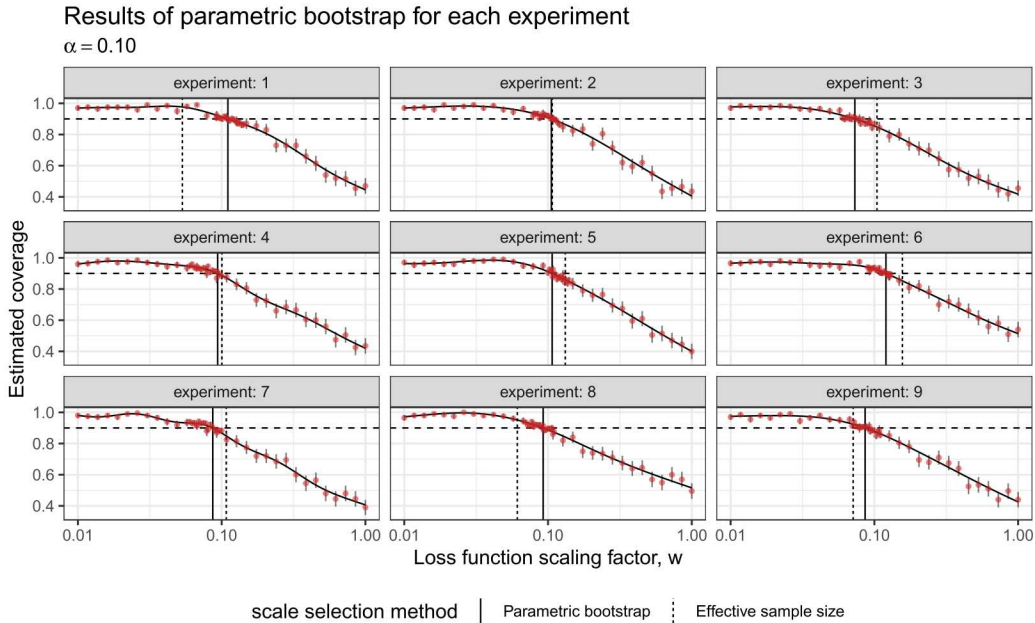 Results of parametric bootstrap for each experiment
α = 0.10
experiment: 1
experiment: 2
experiment: 3
1.0
0.8
0.6
0.4
experiment: 4
experiment: 5
experiment: 6
1.0
0.8
0.6
0.4
experiment: 7
experiment: 8
experiment: 9
1.0
0.8
0.6
0.4
Estimated coverage
0.01 0.10 1.00 0.01 0.10 1.00 0.01 0.10 1.00
Loss function scaling factor, w
scale selection method Parametric bootstrap Effective sample size